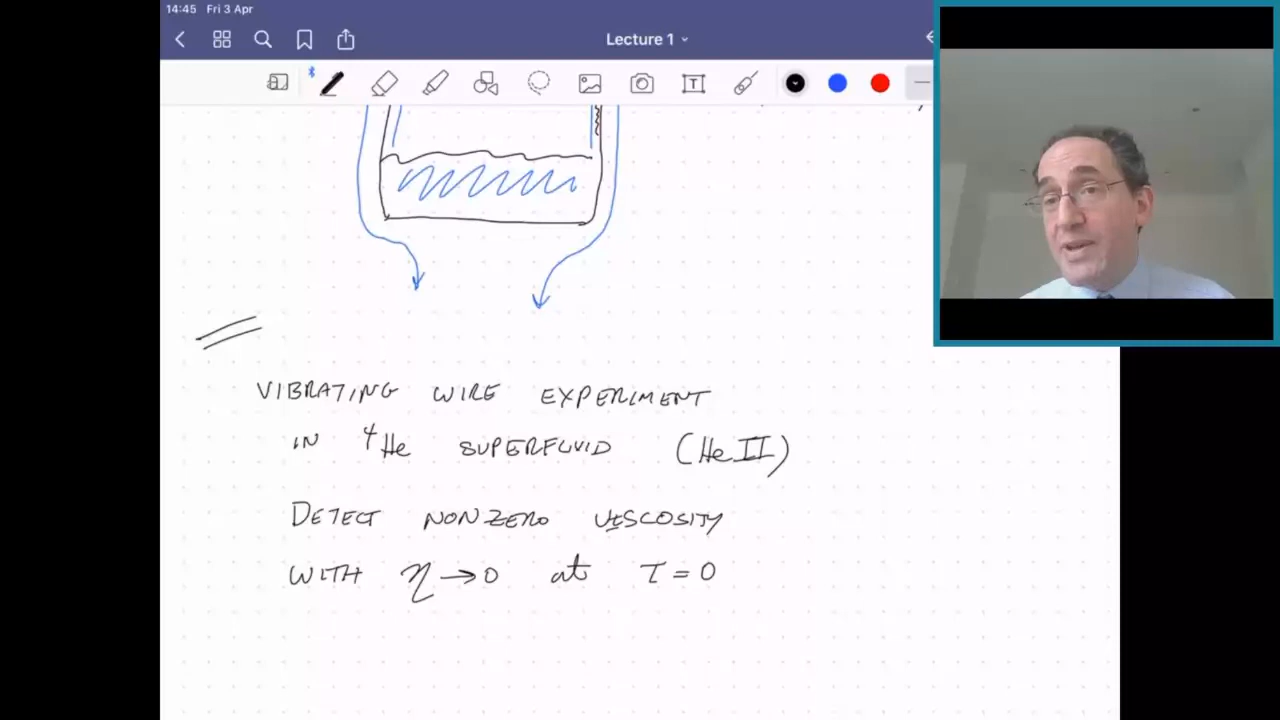 14:45 Fri 3 Apr
Lecture 1
VIBRATING WIRE EXPERIMENT
IN ⁴He SUPERFLUID (He II)
DETECT NONZERO VISCOSITY
WITH η → 0 at T = 0